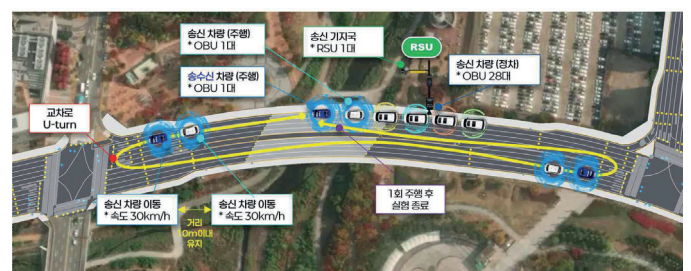 송신 차량 (주행)
* OBU 1대
송신 기지국
* RSU 1대
RSU
송신 차량 (정차)
* OBU 28대
송수신 차량 (주행)
* OBU 1대
교차로
U-turn
송신 차량 이동
* 속도 30km/h
거리
10m이내
유지
송신 차량 이동
* 속도 30km/h
1회 주행 후
실험 종료